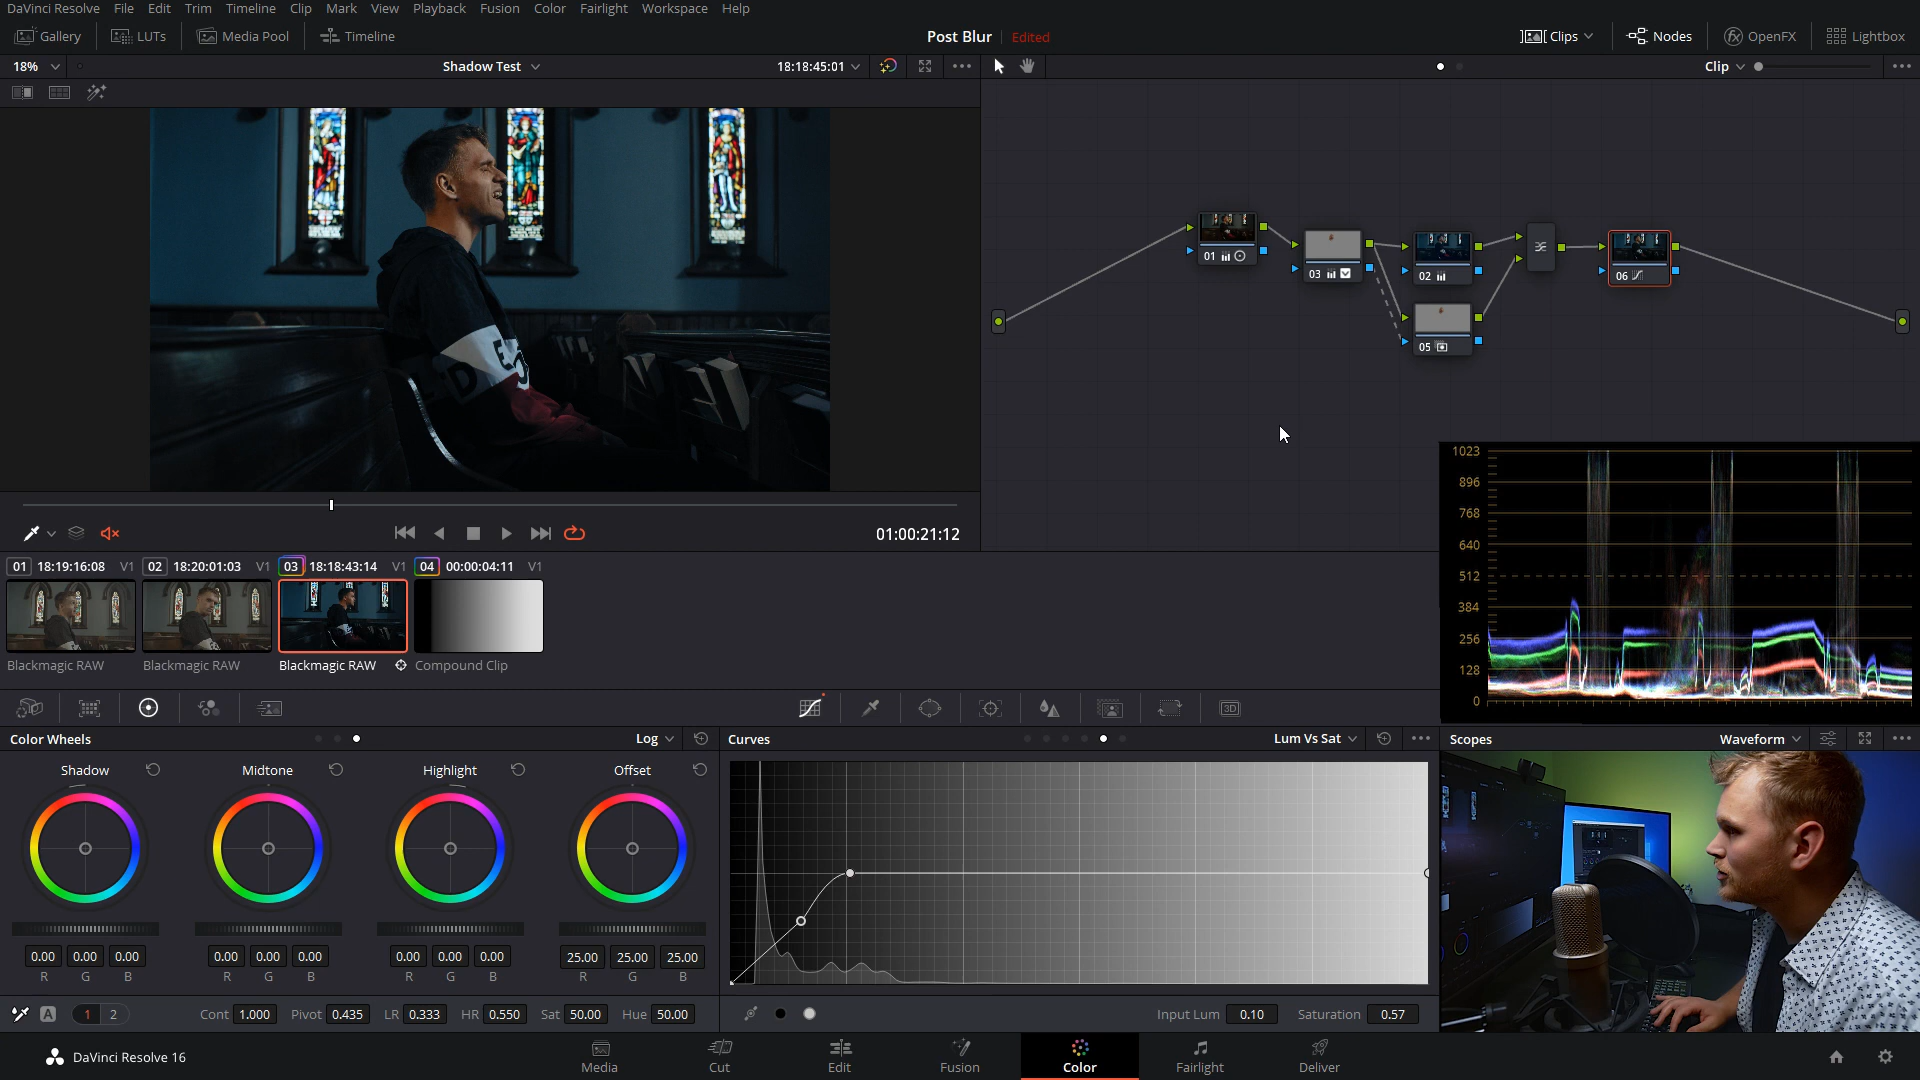 DaVinci Resolve File Edit Trim Timeline Clip Mark View Playback Fusion Color Fairlight Workspace Help
Gallery LUTs Media Pool Timeline Post Blur Edited Clips Nodes OpenFX Lightbox
18% Shadow Test 18:18:45:01 Clip
01
03
02
06
05
01:00:21:12
01 18:19:16:08 V1 02 18:20:01:03 V1 03 18:18:43:14 V1 04 00:00:04:11 V1
Blackmagic RAW Blackmagic RAW Blackmagic RAW Compound Clip
1023
896
768
640
512
384
256
128
0
3D
Color Wheels Log Curves Lum Vs Sat Scopes Waveform
Shadow Midtone Highlight Offset
0.00 0.00 0.00 0.00 0.00 0.00 0.00 0.00 0.00 25.00 25.00 25.00
R G B R G B R G B R G B
A 1 2 Cont 1.000 Pivot 0.435 LR 0.333 HR 0.550 Sat 50.00 Hue 50.00 Input Lum 0.10 Saturation 0.57
DaVinci Resolve 16 Media Cut Edit Fusion Color Fairlight Deliver